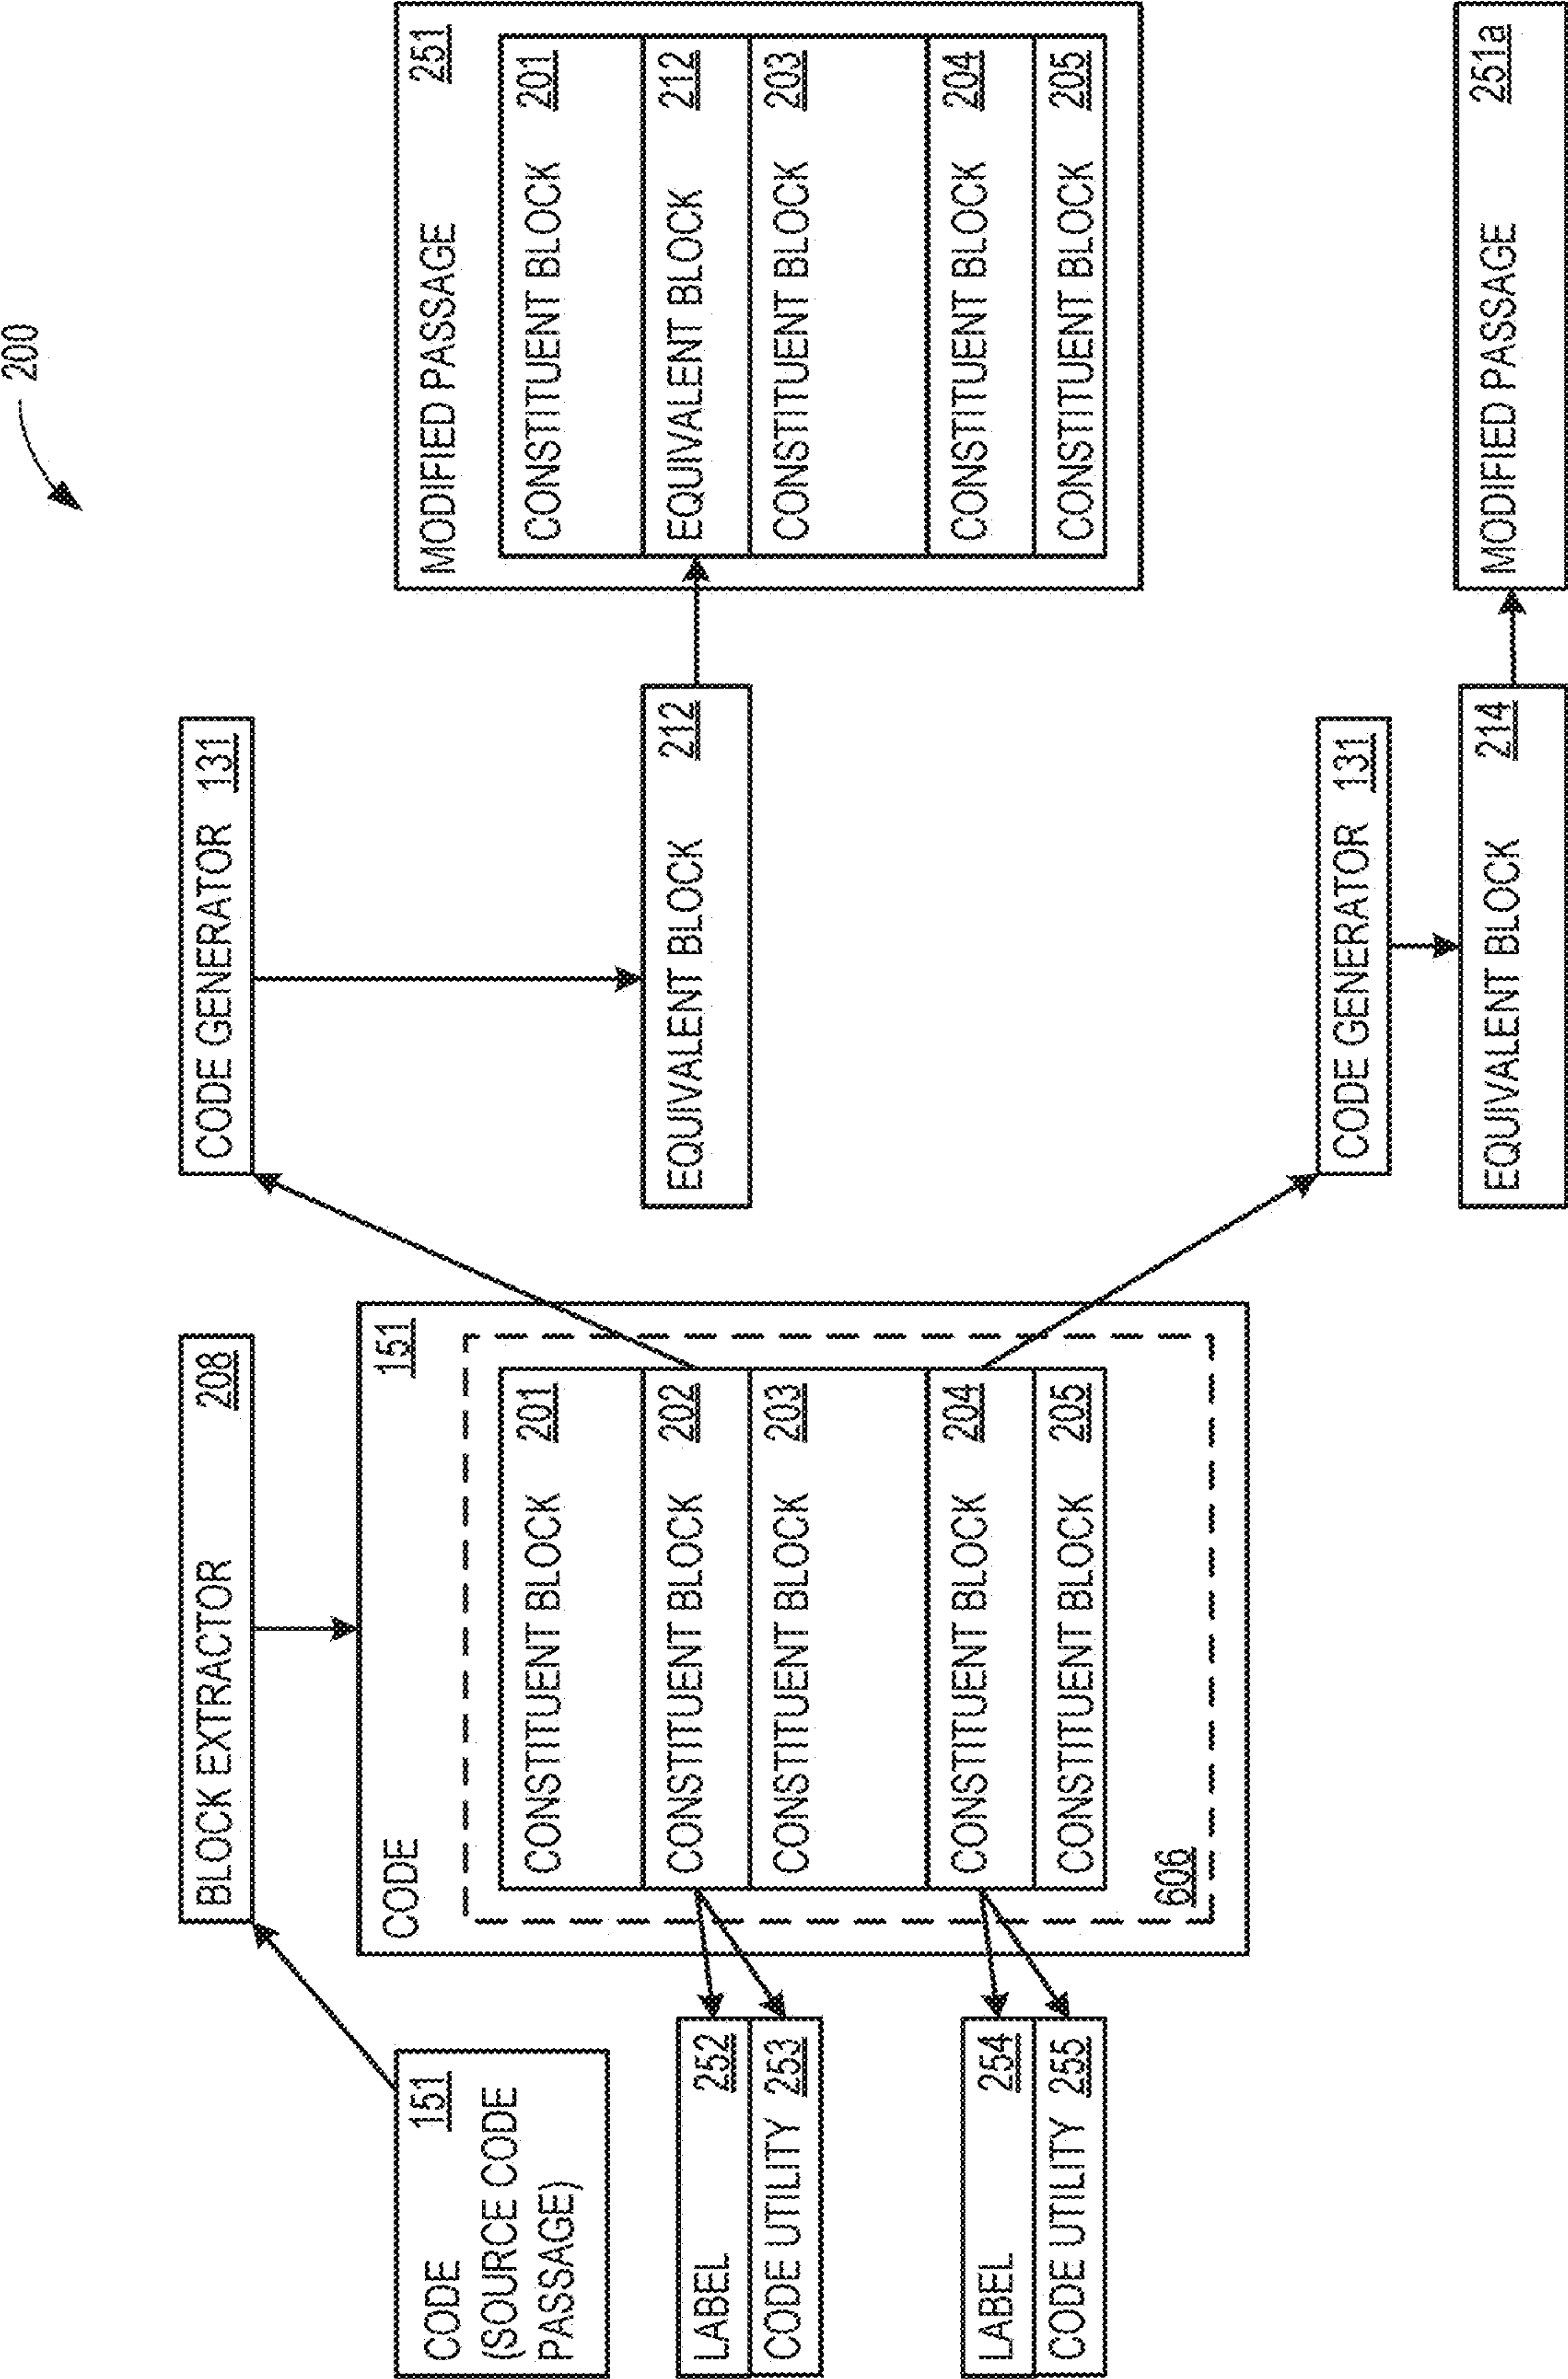 200
CODE 151
(SOURCE CODE
PASSAGE)
BLOCK EXTRACTOR 208
CODE 151
CONSTITUENT BLOCK 201
CONSTITUENT BLOCK 202
CONSTITUENT BLOCK 203
CONSTITUENT BLOCK 204
CONSTITUENT BLOCK 205
606
LABEL 252
CODE UTILITY 253
LABEL 254
CODE UTILITY 255
CODE GENERATOR 131
EQUIVALENT BLOCK 212
MODIFIED PASSAGE 251
CONSTITUENT BLOCK 201
EQUIVALENT BLOCK 212
CONSTITUENT BLOCK 203
CONSTITUENT BLOCK 204
CONSTITUENT BLOCK 205
CODE GENERATOR 131
EQUIVALENT BLOCK 214
MODIFIED PASSAGE 251a